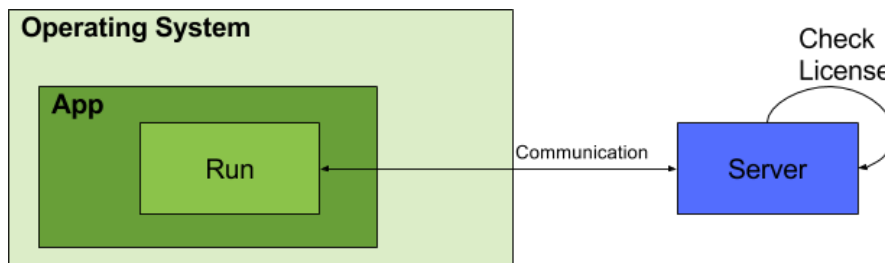 Operating System
App
Run
Communication
Check
License
Server